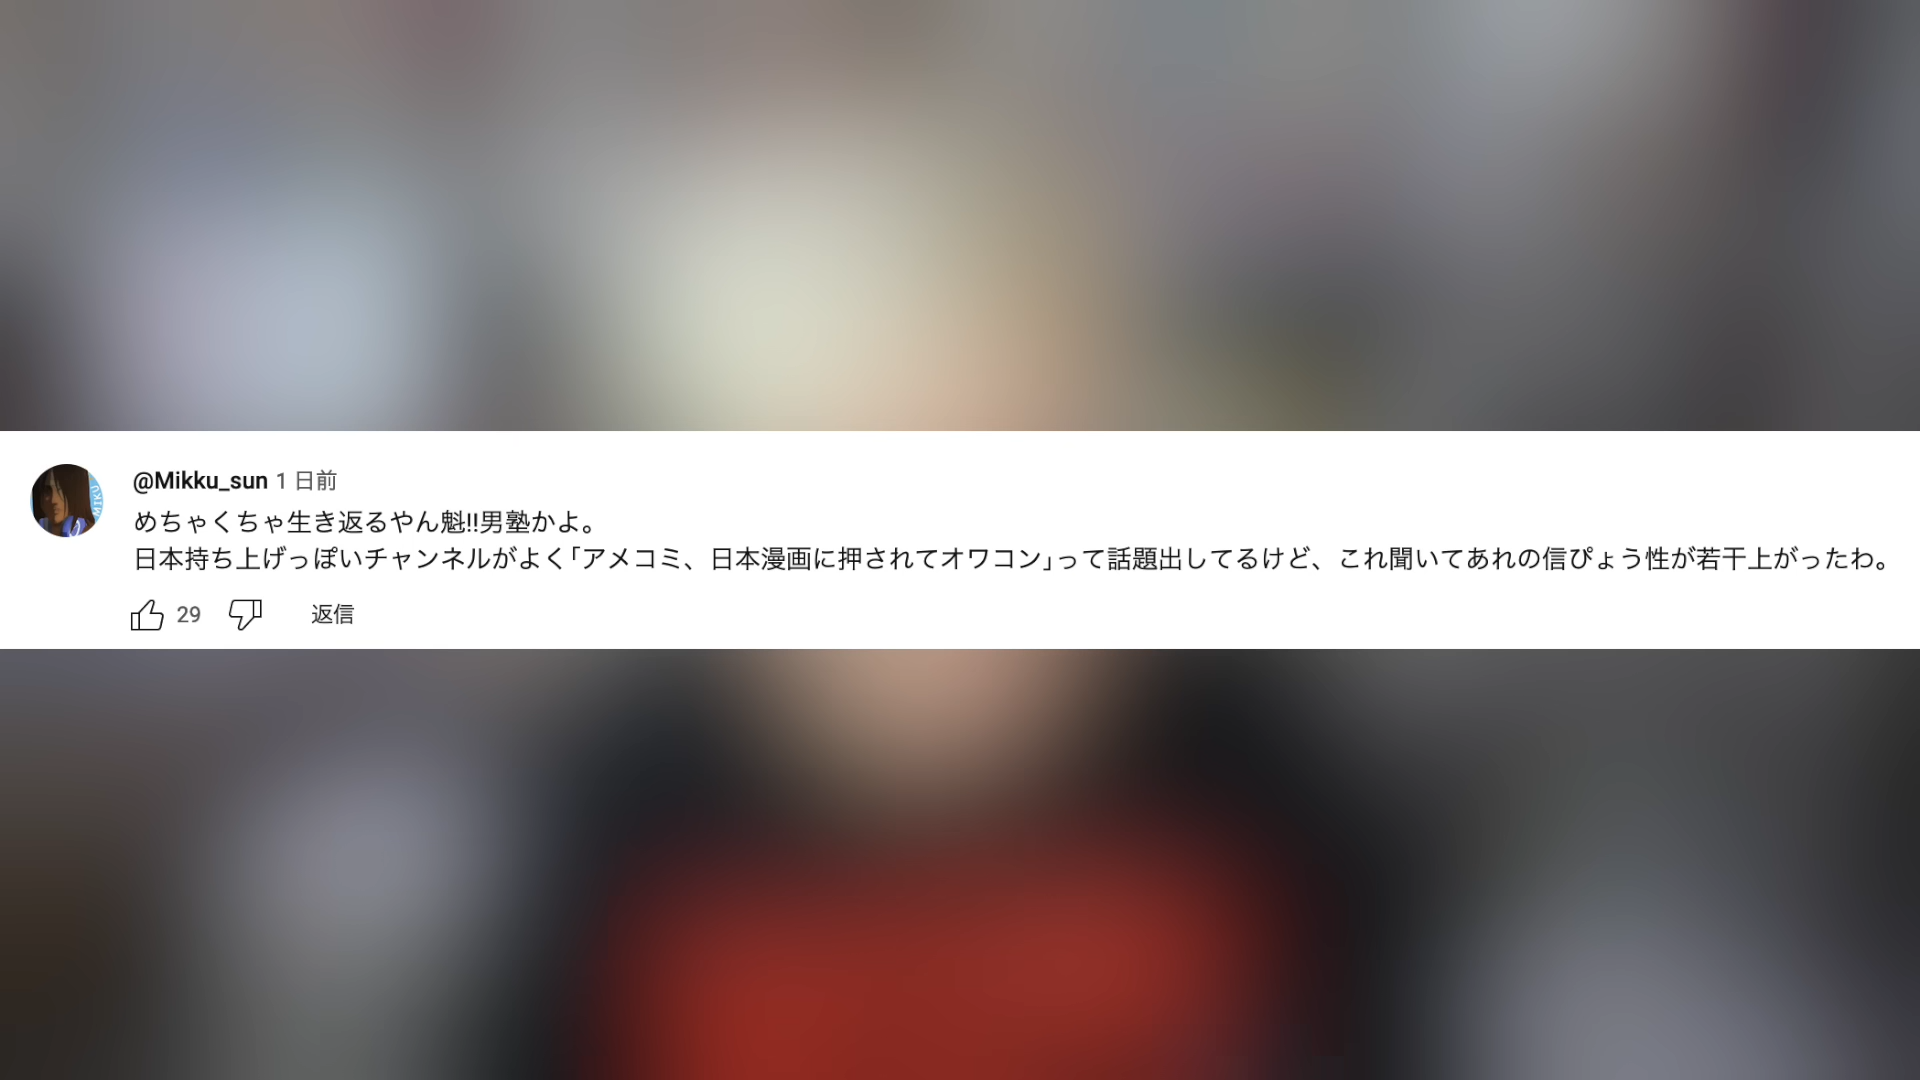 @Mikku_sun 1 日前
めちゃくちゃ生き返るやん魁!!男塾かよ。
日本持ち上げっぽいチャンネルがよく｢アメコミ、日本漫画に押されてオワコン｣って話題出してるけど、これ聞いてあれの信ぴょう性が若干上がったわ。
29 返信
MIKU